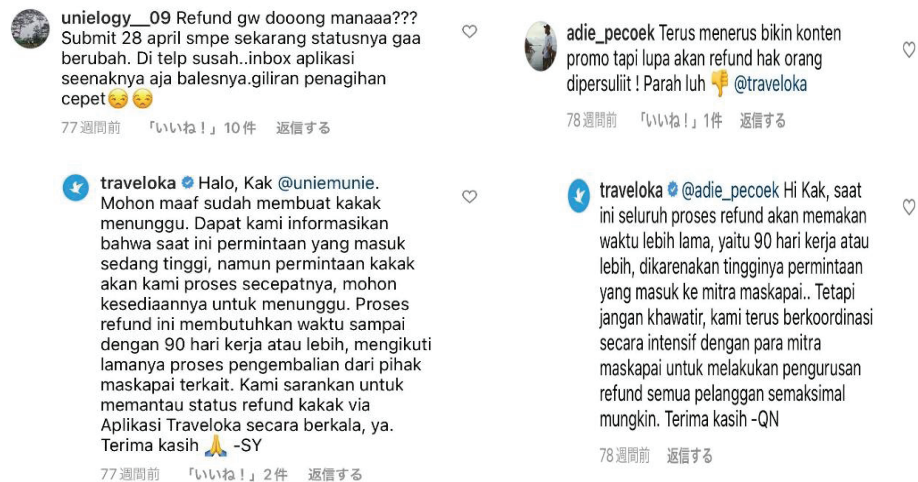 unielogy__09 Refund gw dooong manaaa???
Submit 28 april smpe sekarang statusnya gaa
berubah. Di telp susah..inbox aplikasi
seenaknya aja balesnya.giliran penagihan
cepet😒😒
77週間前 「いいね！」10件 返信する
traveloka Halo, Kak @uniemunie.
Mohon maaf sudah membuat kakak
menunggu. Dapat kami informasikan
bahwa saat ini permintaan yang masuk
sedang tinggi, namun permintaan kakak
akan kami proses secepatnya, mohon
kesediaannya untuk menunggu. Proses
refund ini membutuhkan waktu sampai
dengan 90 hari kerja atau lebih, mengikuti
lamanya proses pengembalian dari pihak
maskapai terkait. Kami sarankan untuk
memantau status refund kakak via
Aplikasi Traveloka secara berkala, ya.
Terima kasih 🙏 -SY
77週間前 「いいね！」2件 返信する
adie_pecoek Terus menerus bikin konten
promo tapi lupa akan refund hak orang
dipersuliit ! Parah luh 👎 @traveloka
78週間前 「いいね！」1件 返信する
traveloka @adie_pecoek Hi Kak, saat
ini seluruh proses refund akan memakan
waktu lebih lama, yaitu 90 hari kerja atau
lebih, dikarenakan tingginya permintaan
yang masuk ke mitra maskapai.. Tetapi
jangan khawatir, kami terus berkoordinasi
secara intensif dengan para mitra
maskapai untuk melakukan pengurusan
refund semua pelanggan semaksimal
mungkin. Terima kasih -QN
78週間前 返信する